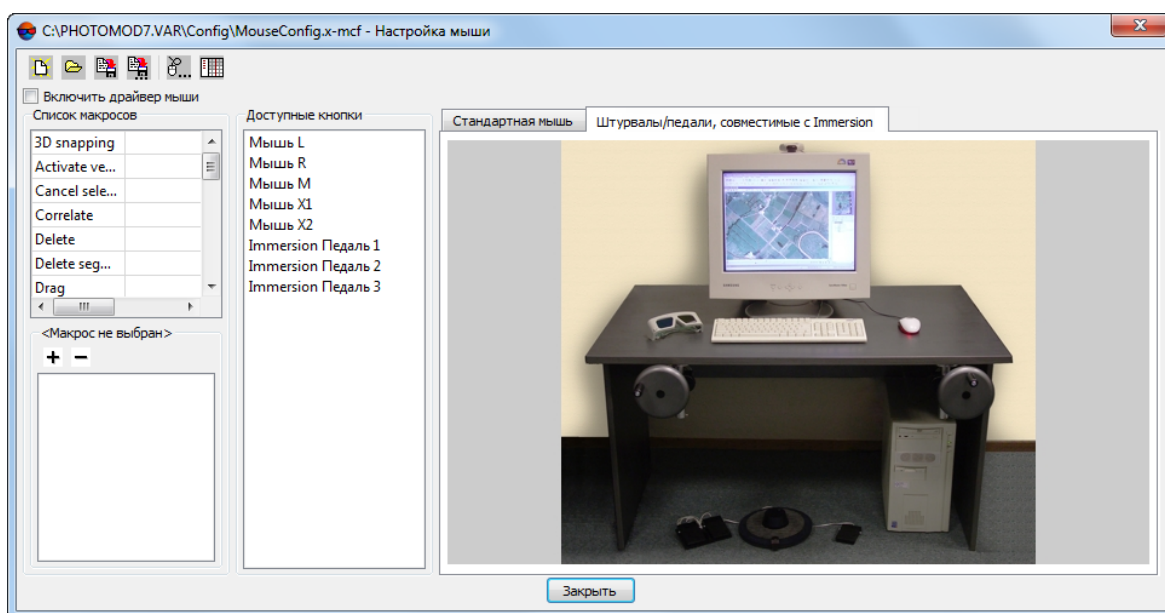 C:\PHOTOMOD7.VAR\Config\MouseConfig.x-mcf - Настройка мыши
Включить драйвер мыши
Список макросов
3D snapping
Activate ve...
Cancel sele...
Correlate
Delete
Delete seg...
Drag
<Макрос не выбран>
Доступные кнопки
Мышь L
Мышь R
Мышь M
Мышь X1
Мышь X2
Immersion Педаль 1
Immersion Педаль 2
Immersion Педаль 3
Стандартная мышь
Штурвалы/педали, совместимые с Immersion
Закрыть